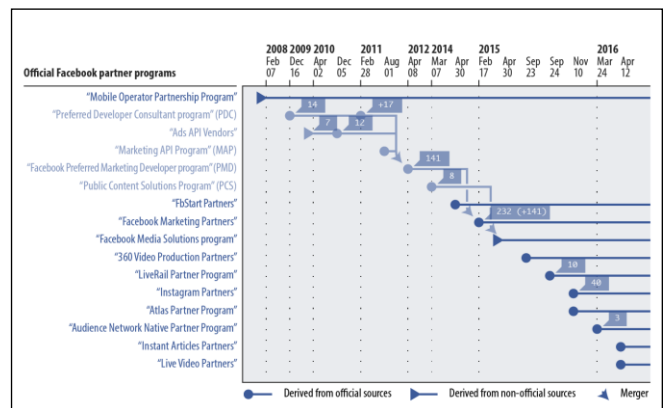 2008 2009 2010 2011 2012 2014 2015 2016
Feb Dec Apr Dec Feb Aug Apr Mar Apr Feb Apr Sep Sep Nov Mar Apr
Official Facebook partner programs 07 16 02 05 28 01 08 07 30 17 30 23 24 10 24 12
"Mobile Operator Partnership Program"
14 +17
"Preferred Developer Consultant program" (PDC)
7 12
"Ads API Vendors"
"Marketing API Program" (MAP)
141
"Facebook Preferred Marketing Developer program" (PMD)
8
"Public Content Solutions Program" (PCS)
"FbStart Partners"
232 (+141)
"Facebook Marketing Partners"
"Facebook Media Solutions program"
"360 Video Production Partners"
10
"LiveRail Partner Program"
40
"Instagram Partners"
"Atlas Partner Program"
3
"Audience Network Native Partner Program"
"Instant Articles Partners"
"Live Video Partners"
Derived from official sources Derived from non-official sources Merger